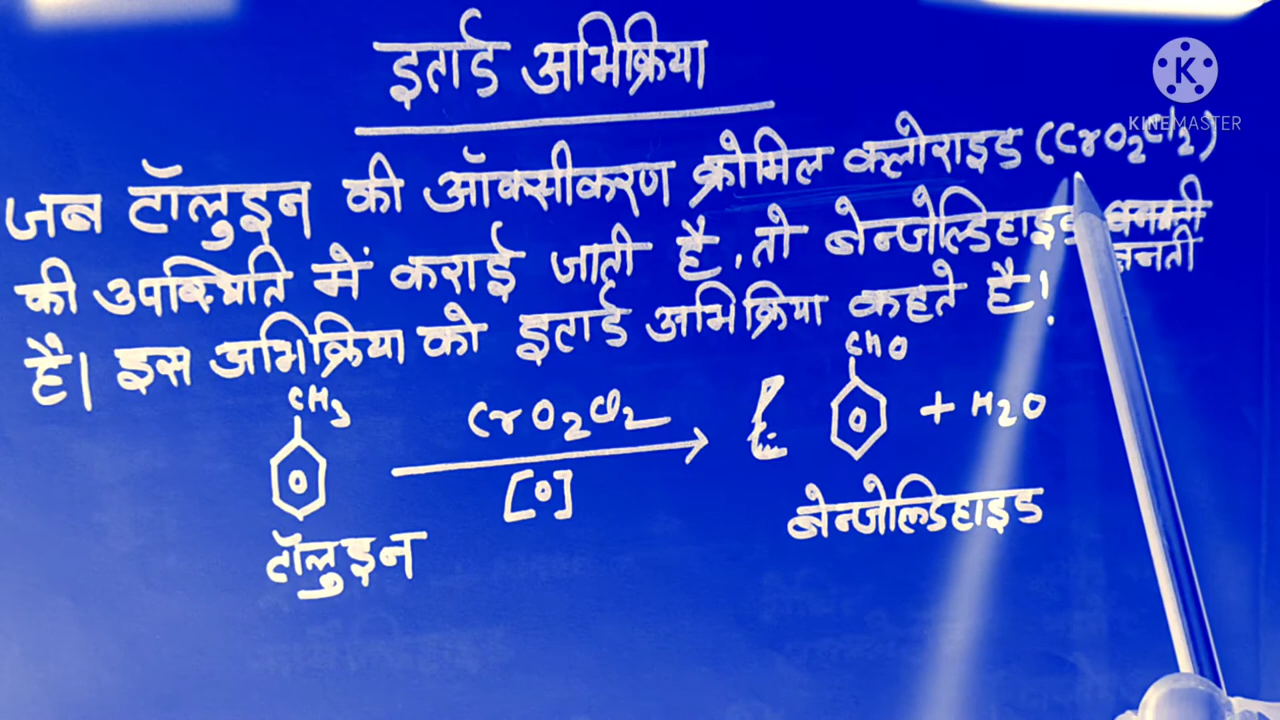 इतार्ड अभिक्रिया
K
KINEMASTER
जब टॉलुइन की ऑक्सीकरण क्रोमिल क्लोराइड (CrO2Cl2)
की उपस्थिति में कराई जाती है, तो बेन्जेल्डिहाइड बनती
है। इस अभिक्रिया को इटार्ड अभिक्रिया कहते है!
CH3
CrO2Cl2
[O]
CHO
+ H2O
टॉलुइन
बेन्जेल्डिहाइड